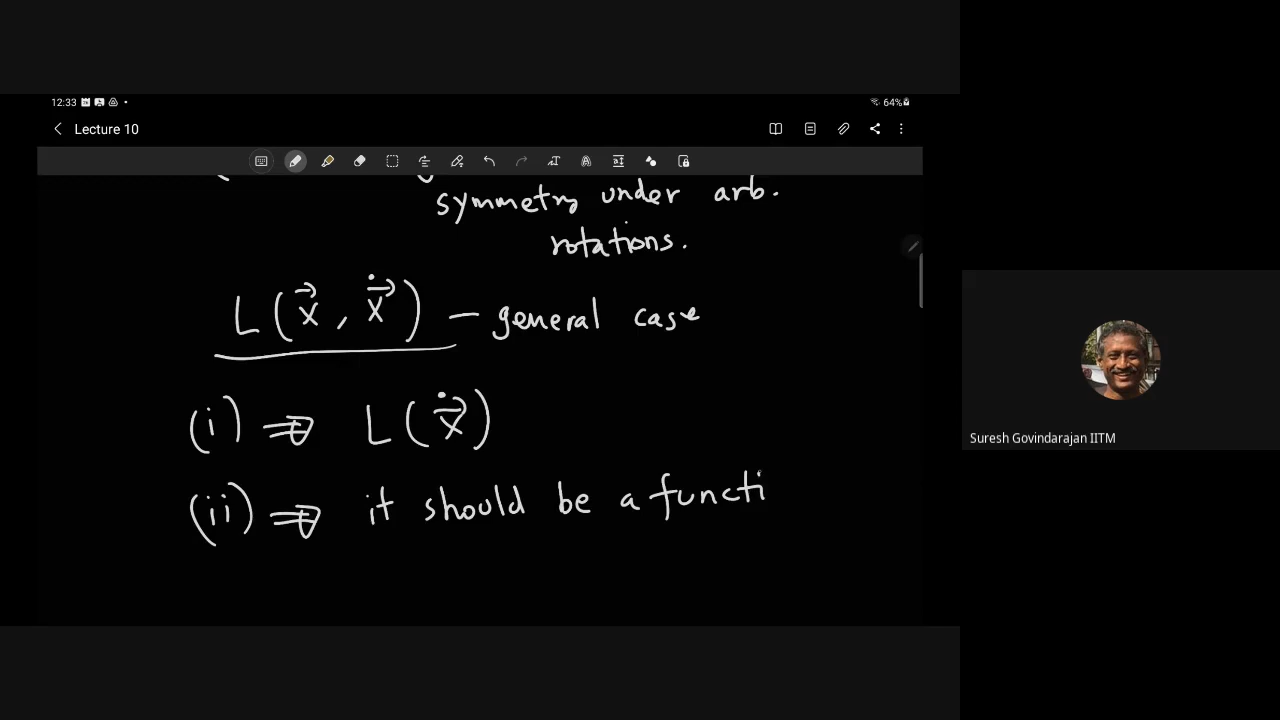 12:33
64%
Lecture 10
symmetry under arb.
rotations.
L(x⃗, ẋ⃗) — general case
(i) ⇒ L(ẋ⃗)
(ii) ⇒ it should be a functi
Suresh Govindarajan IITM